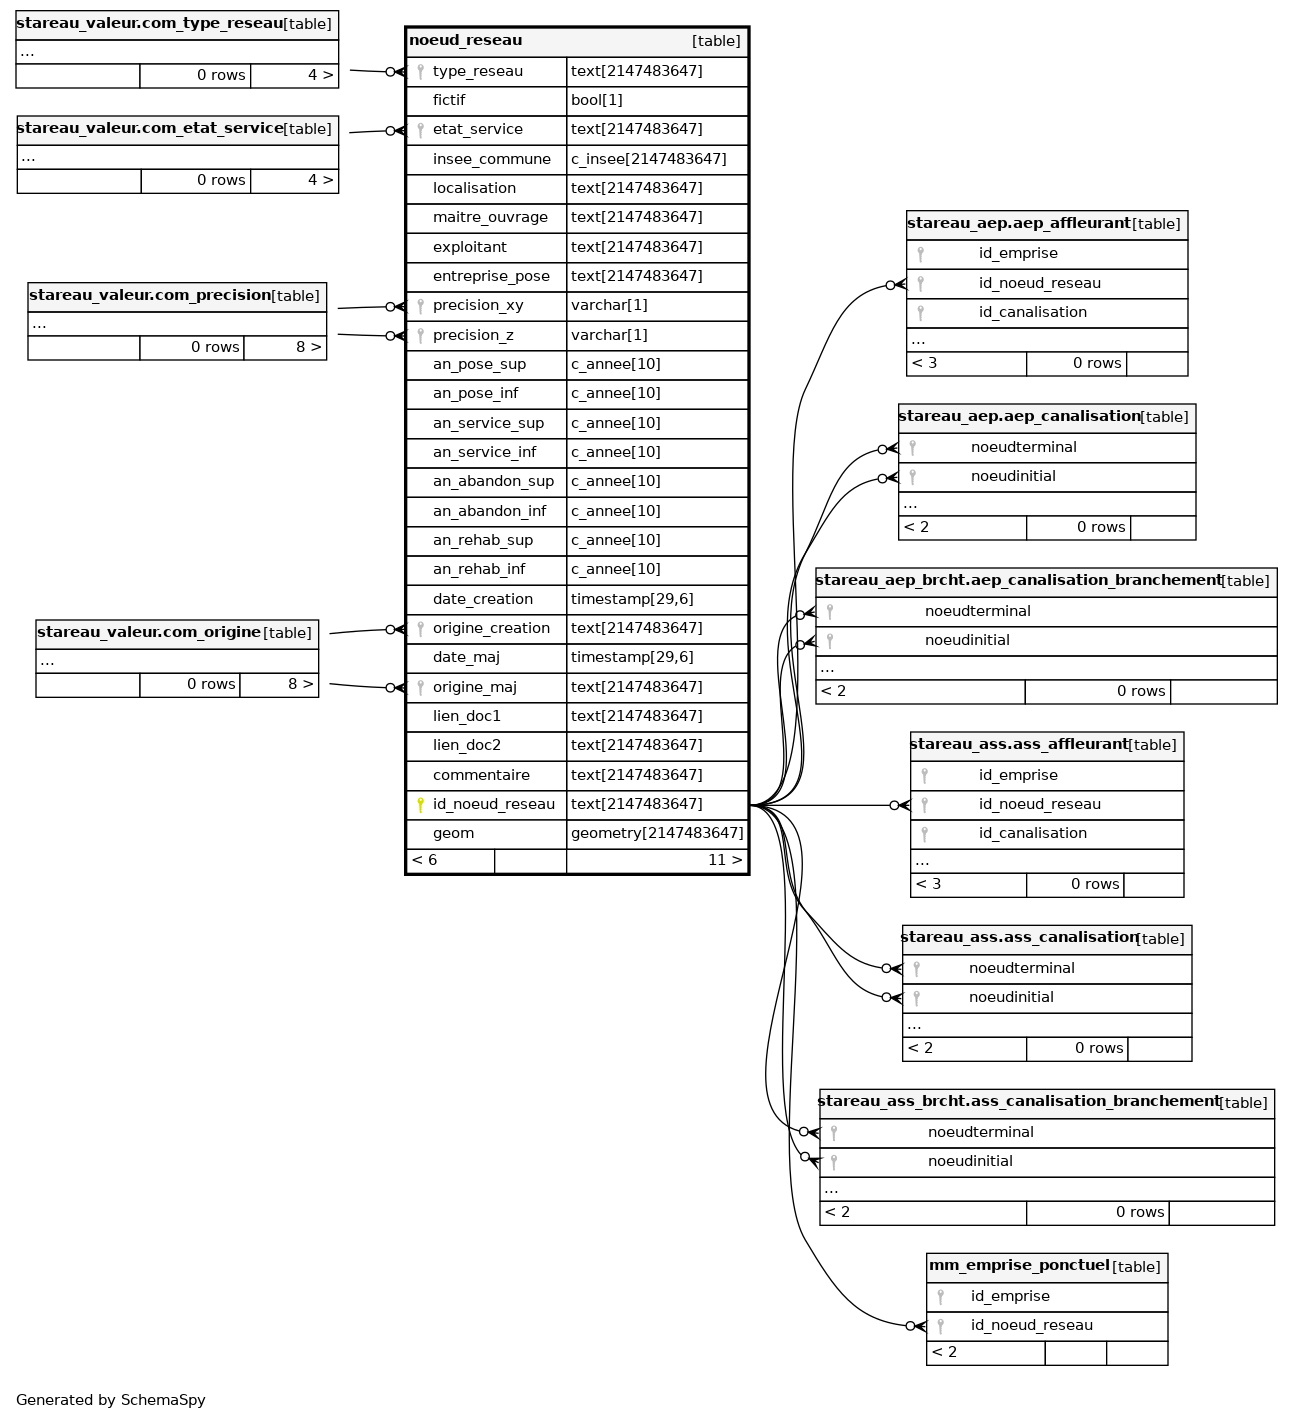 stareau_valeur.com_type_reseau [table]
...
0 rows 4 >
stareau_valeur.com_etat_service [table]
...
0 rows 4 >
stareau_valeur.com_precision [table]
...
0 rows 8 >
stareau_valeur.com_origine [table]
...
0 rows 8 >
noeud_reseau [table]
type_reseau text[2147483647]
fictif bool[1]
etat_service text[2147483647]
insee_commune c_insee[2147483647]
localisation text[2147483647]
maitre_ouvrage text[2147483647]
exploitant text[2147483647]
entreprise_pose text[2147483647]
precision_xy varchar[1]
precision_z varchar[1]
an_pose_sup c_annee[10]
an_pose_inf c_annee[10]
an_service_sup c_annee[10]
an_service_inf c_annee[10]
an_abandon_sup c_annee[10]
an_abandon_inf c_annee[10]
an_rehab_sup c_annee[10]
an_rehab_inf c_annee[10]
date_creation timestamp[29,6]
origine_creation text[2147483647]
date_maj timestamp[29,6]
origine_maj text[2147483647]
lien_doc1 text[2147483647]
lien_doc2 text[2147483647]
commentaire text[2147483647]
id_noeud_reseau text[2147483647]
geom geometry[2147483647]
< 6 11 >
stareau_aep.aep_affleurant [table]
id_emprise
id_noeud_reseau
id_canalisation
...
< 3 0 rows
stareau_aep.aep_canalisation [table]
noeudterminal
noeudinitial
...
< 2 0 rows
stareau_aep_brcht.aep_canalisation_branchement [table]
noeudterminal
noeudinitial
...
< 2 0 rows
stareau_ass.ass_affleurant [table]
id_emprise
id_noeud_reseau
id_canalisation
...
< 3 0 rows
stareau_ass.ass_canalisation [table]
noeudterminal
noeudinitial
...
< 2 0 rows
stareau_ass_brcht.ass_canalisation_branchement [table]
noeudterminal
noeudinitial
...
< 2 0 rows
mm_emprise_ponctuel [table]
id_emprise
id_noeud_reseau
< 2
Generated by SchemaSpy